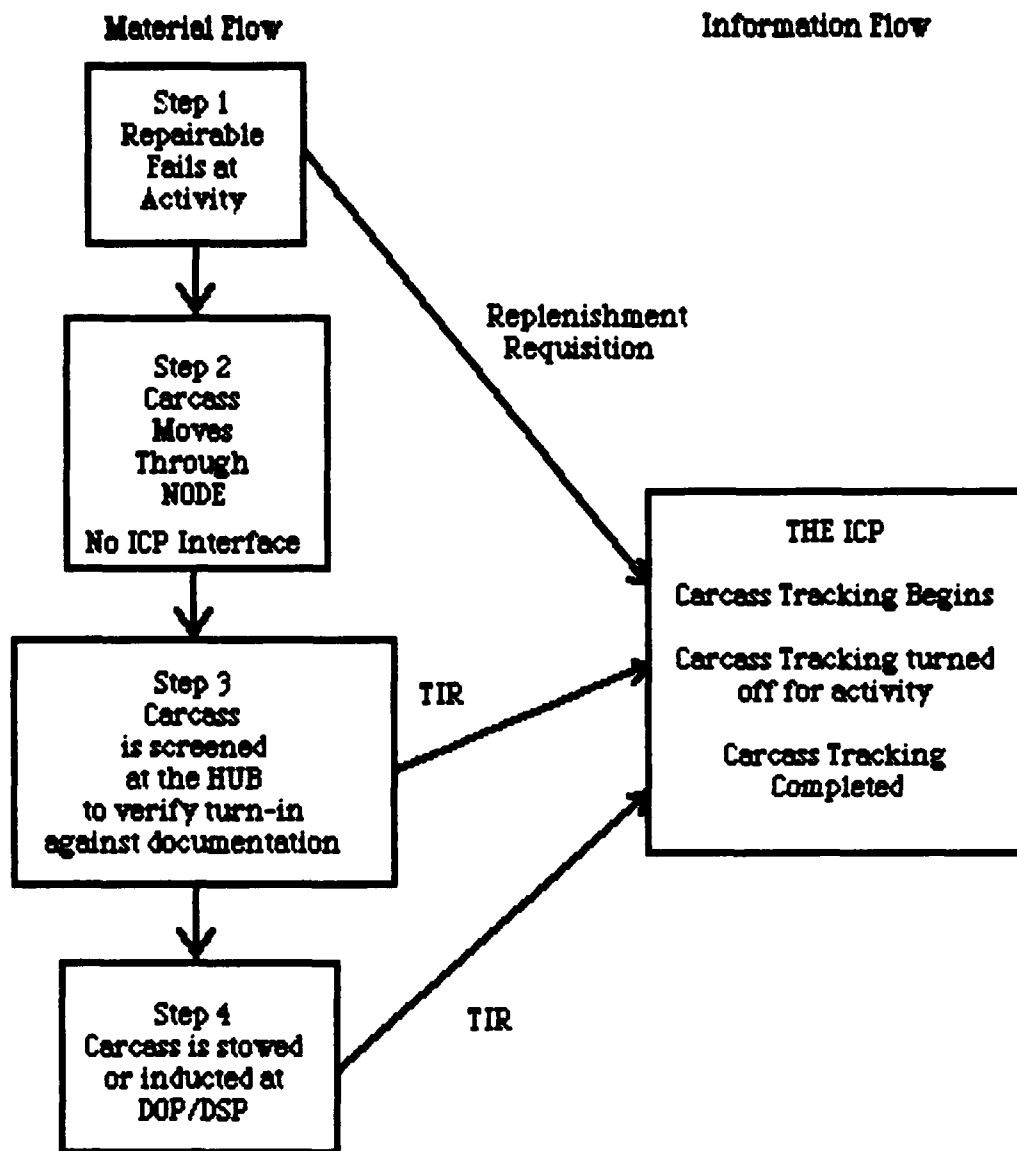 Material Flow
Information Flow
Step 1
Repairable
Fails at
Activity
Replenishment
Requisition
Step 2
Carcass
Moves
Through
NODE
No ICP Interface
THE ICP
Carcass Tracking Begins
Carcass Tracking turned
off for activity
Carcass Tracking
Completed
Step 3
Carcass
is screened
at the HUB
to verify turn-in
against documentation
TIR
Step 4
Carcass is stowed
or inducted at
DOP/DSP
TIR